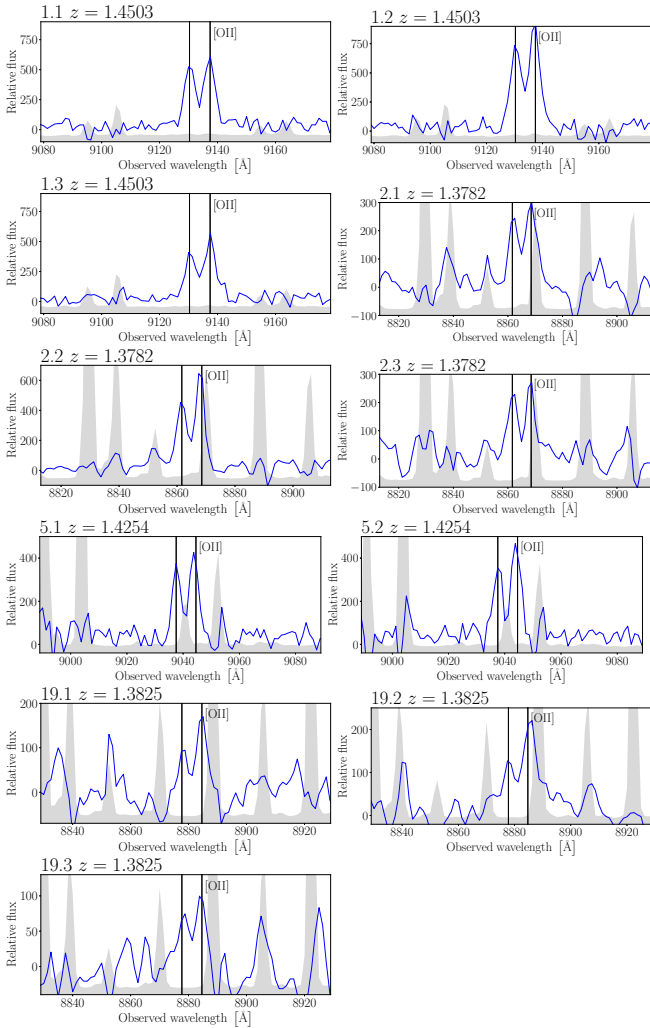 1.1 z = 1.4503
[OII]
Relative flux
750
500
250
0
9080 9100 9120 9140 9160
Observed wavelength [Å]
1.2 z = 1.4503
[OII]
Relative flux
750
500
250
0
9080 9100 9120 9140 9160
Observed wavelength [Å]
1.3 z = 1.4503
[OII]
Relative flux
750
500
250
0
9080 9100 9120 9140 9160
Observed wavelength [Å]
2.1 z = 1.3782
[OII]
Relative flux
300
200
100
0
−100
8820 8840 8860 8880 8900
Observed wavelength [Å]
2.2 z = 1.3782
[OII]
Relative flux
600
400
200
0
8820 8840 8860 8880 8900
Observed wavelength [Å]
2.3 z = 1.3782
[OII]
Relative flux
300
200
100
0
−100
8820 8840 8860 8880 8900
Observed wavelength [Å]
5.1 z = 1.4254
[OII]
Relative flux
400
200
0
9000 9020 9040 9060 9080
Observed wavelength [Å]
5.2 z = 1.4254
[OII]
Relative flux
400
200
0
9000 9020 9040 9060 9080
Observed wavelength [Å]
19.1 z = 1.3825
[OII]
Relative flux
200
100
0
8840 8860 8880 8900 8920
Observed wavelength [Å]
19.2 z = 1.3825
[OII]
Relative flux
200
100
0
8840 8860 8880 8900 8920
Observed wavelength [Å]
19.3 z = 1.3825
[OII]
Relative flux
100
50
0
8840 8860 8880 8900 8920
Observed wavelength [Å]